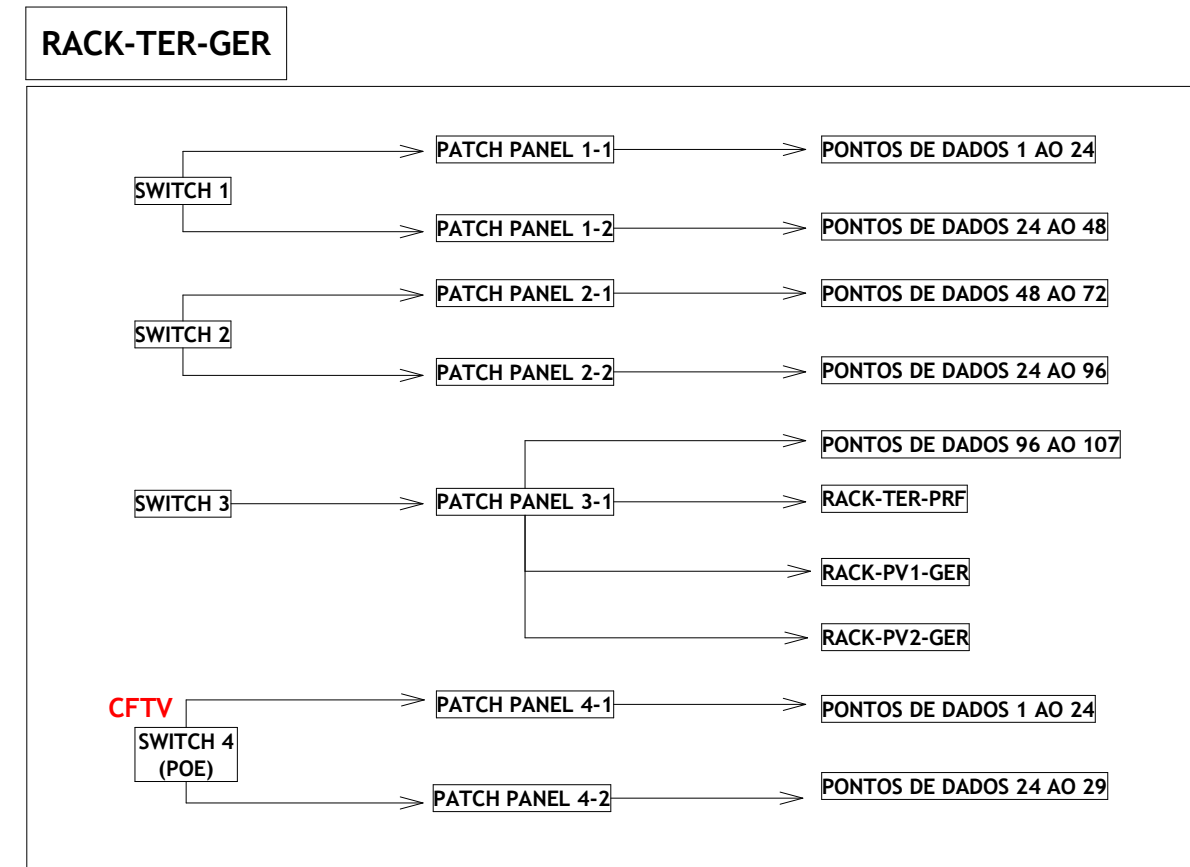 RACK-TER-GER
PATCH PANEL 1-1
PONTOS DE DADOS 1 AO 24
SWITCH 1
PATCH PANEL 1-2
PONTOS DE DADOS 24 AO 48
PATCH PANEL 2-1
PONTOS DE DADOS 48 AO 72
SWITCH 2
PATCH PANEL 2-2
PONTOS DE DADOS 24 AO 96
PONTOS DE DADOS 96 AO 107
SWITCH 3
PATCH PANEL 3-1
RACK-TER-PRF
RACK-PV1-GER
RACK-PV2-GER
CFTV
PATCH PANEL 4-1
PONTOS DE DADOS 1 AO 24
SWITCH 4
(POE)
PATCH PANEL 4-2
PONTOS DE DADOS 24 AO 29